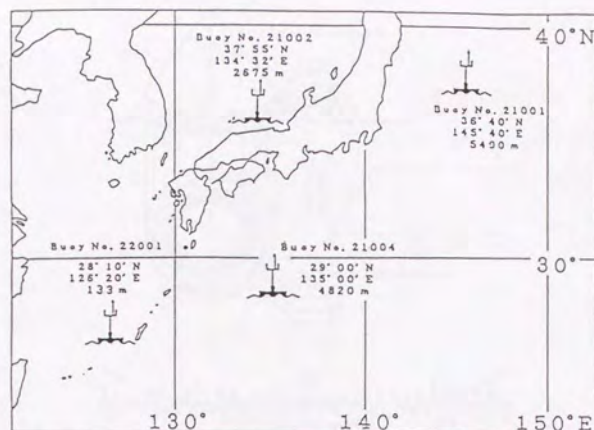 Buoy No. 21002
37° 55' N
134° 32' E
2675 m
40°N
Buoy No. 21001
36° 40' N
145° 40' E
5400 m
Buoy No. 22001
28° 10' N
126° 20' E
133 m
Buoy No. 21004
29° 00' N
135° 00' E
4820 m
30°
130°
140°
150°E